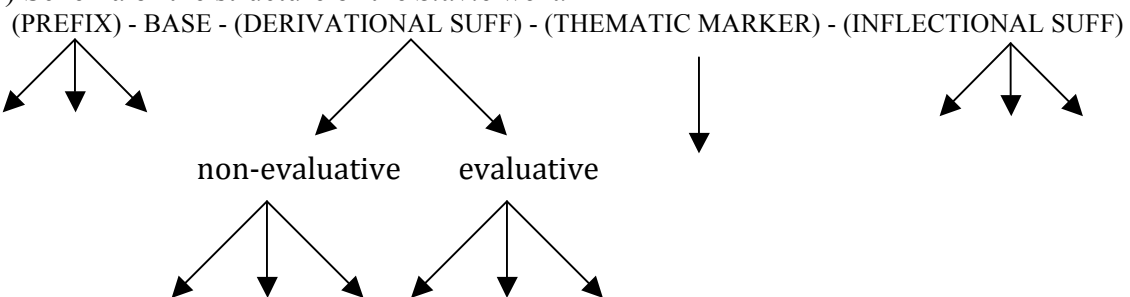 (PREFIX) - BASE - (DERIVATIONAL SUFF) - (THEMATIC MARKER) - (INFLECTIONAL SUFF)
non-evaluative evaluative